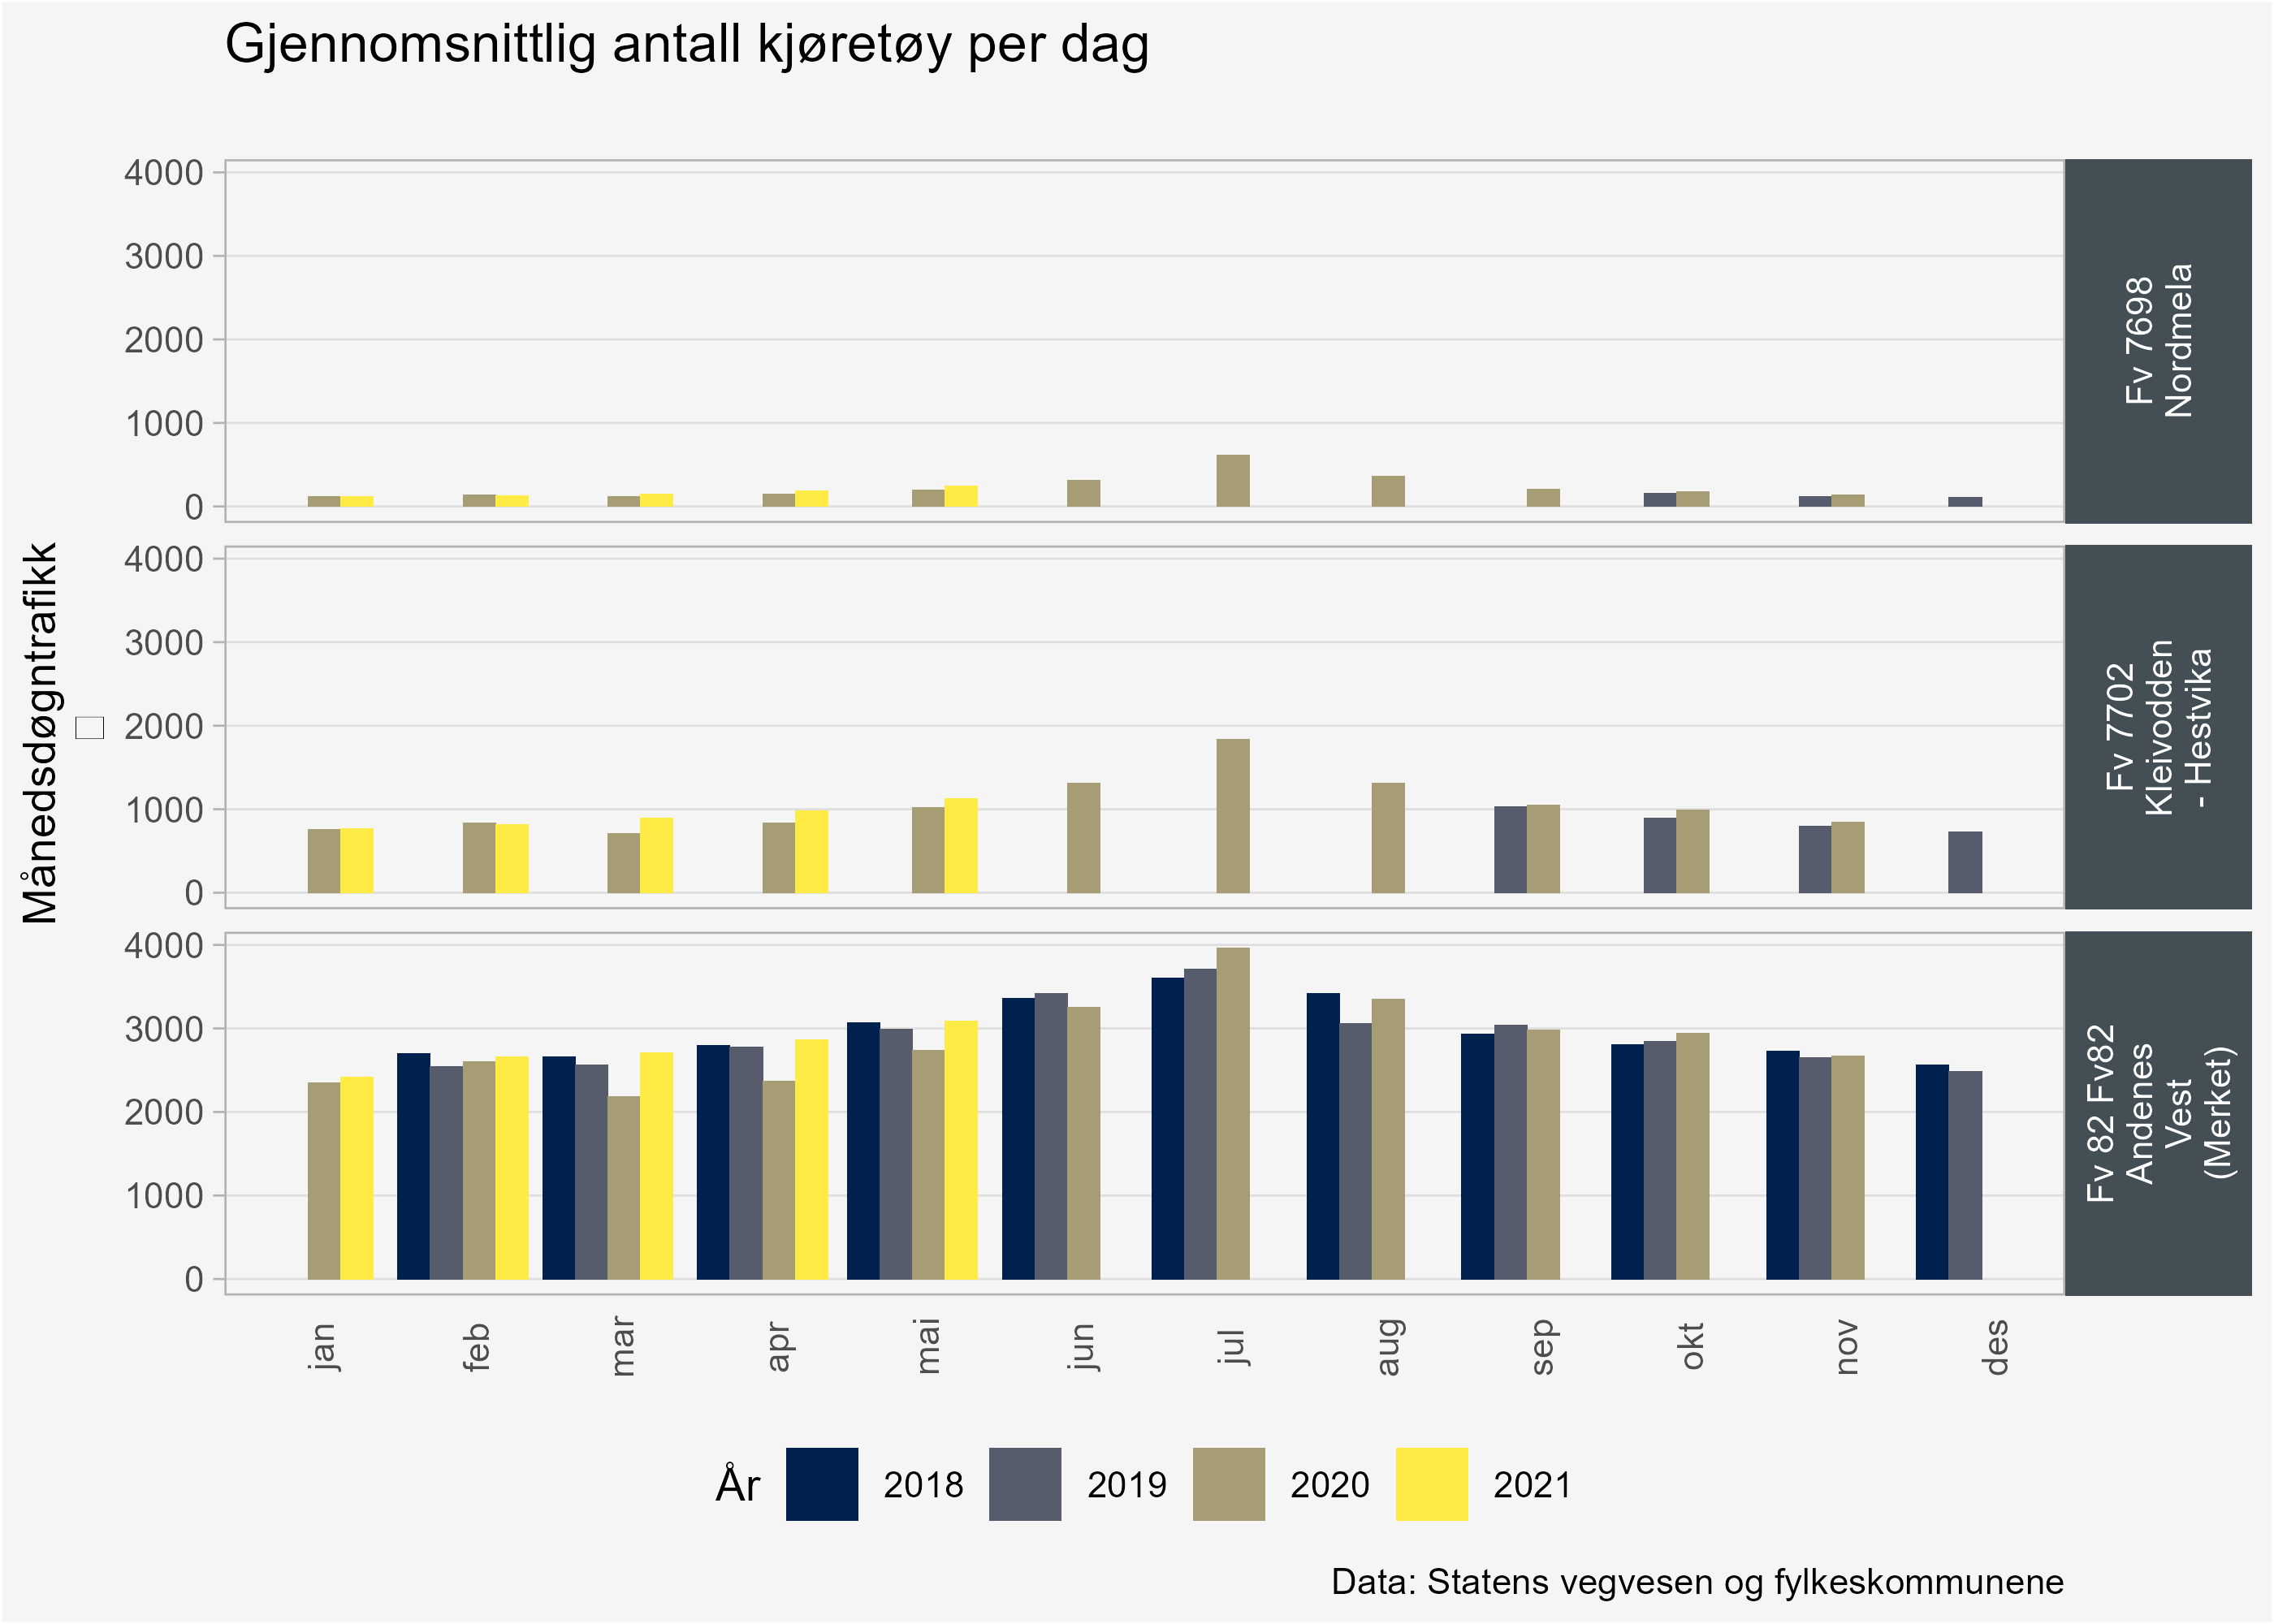 Gjennomsnittlig antall kjøretøy per dag
Månedsdøgntrafikk
4000
3000
2000
1000
0
Fv 7698
Nordmela
4000
3000
2000
1000
0
Fv 7702
Kleivodden
- Hestvika
4000
3000
2000
1000
0
Fv 82 Fv82
Andenes
Vest
(Merket)
jan feb mar apr mai jun jul aug sep okt nov des
År 2018 2019 2020 2021
Data: Statens vegvesen og fylkeskommunene